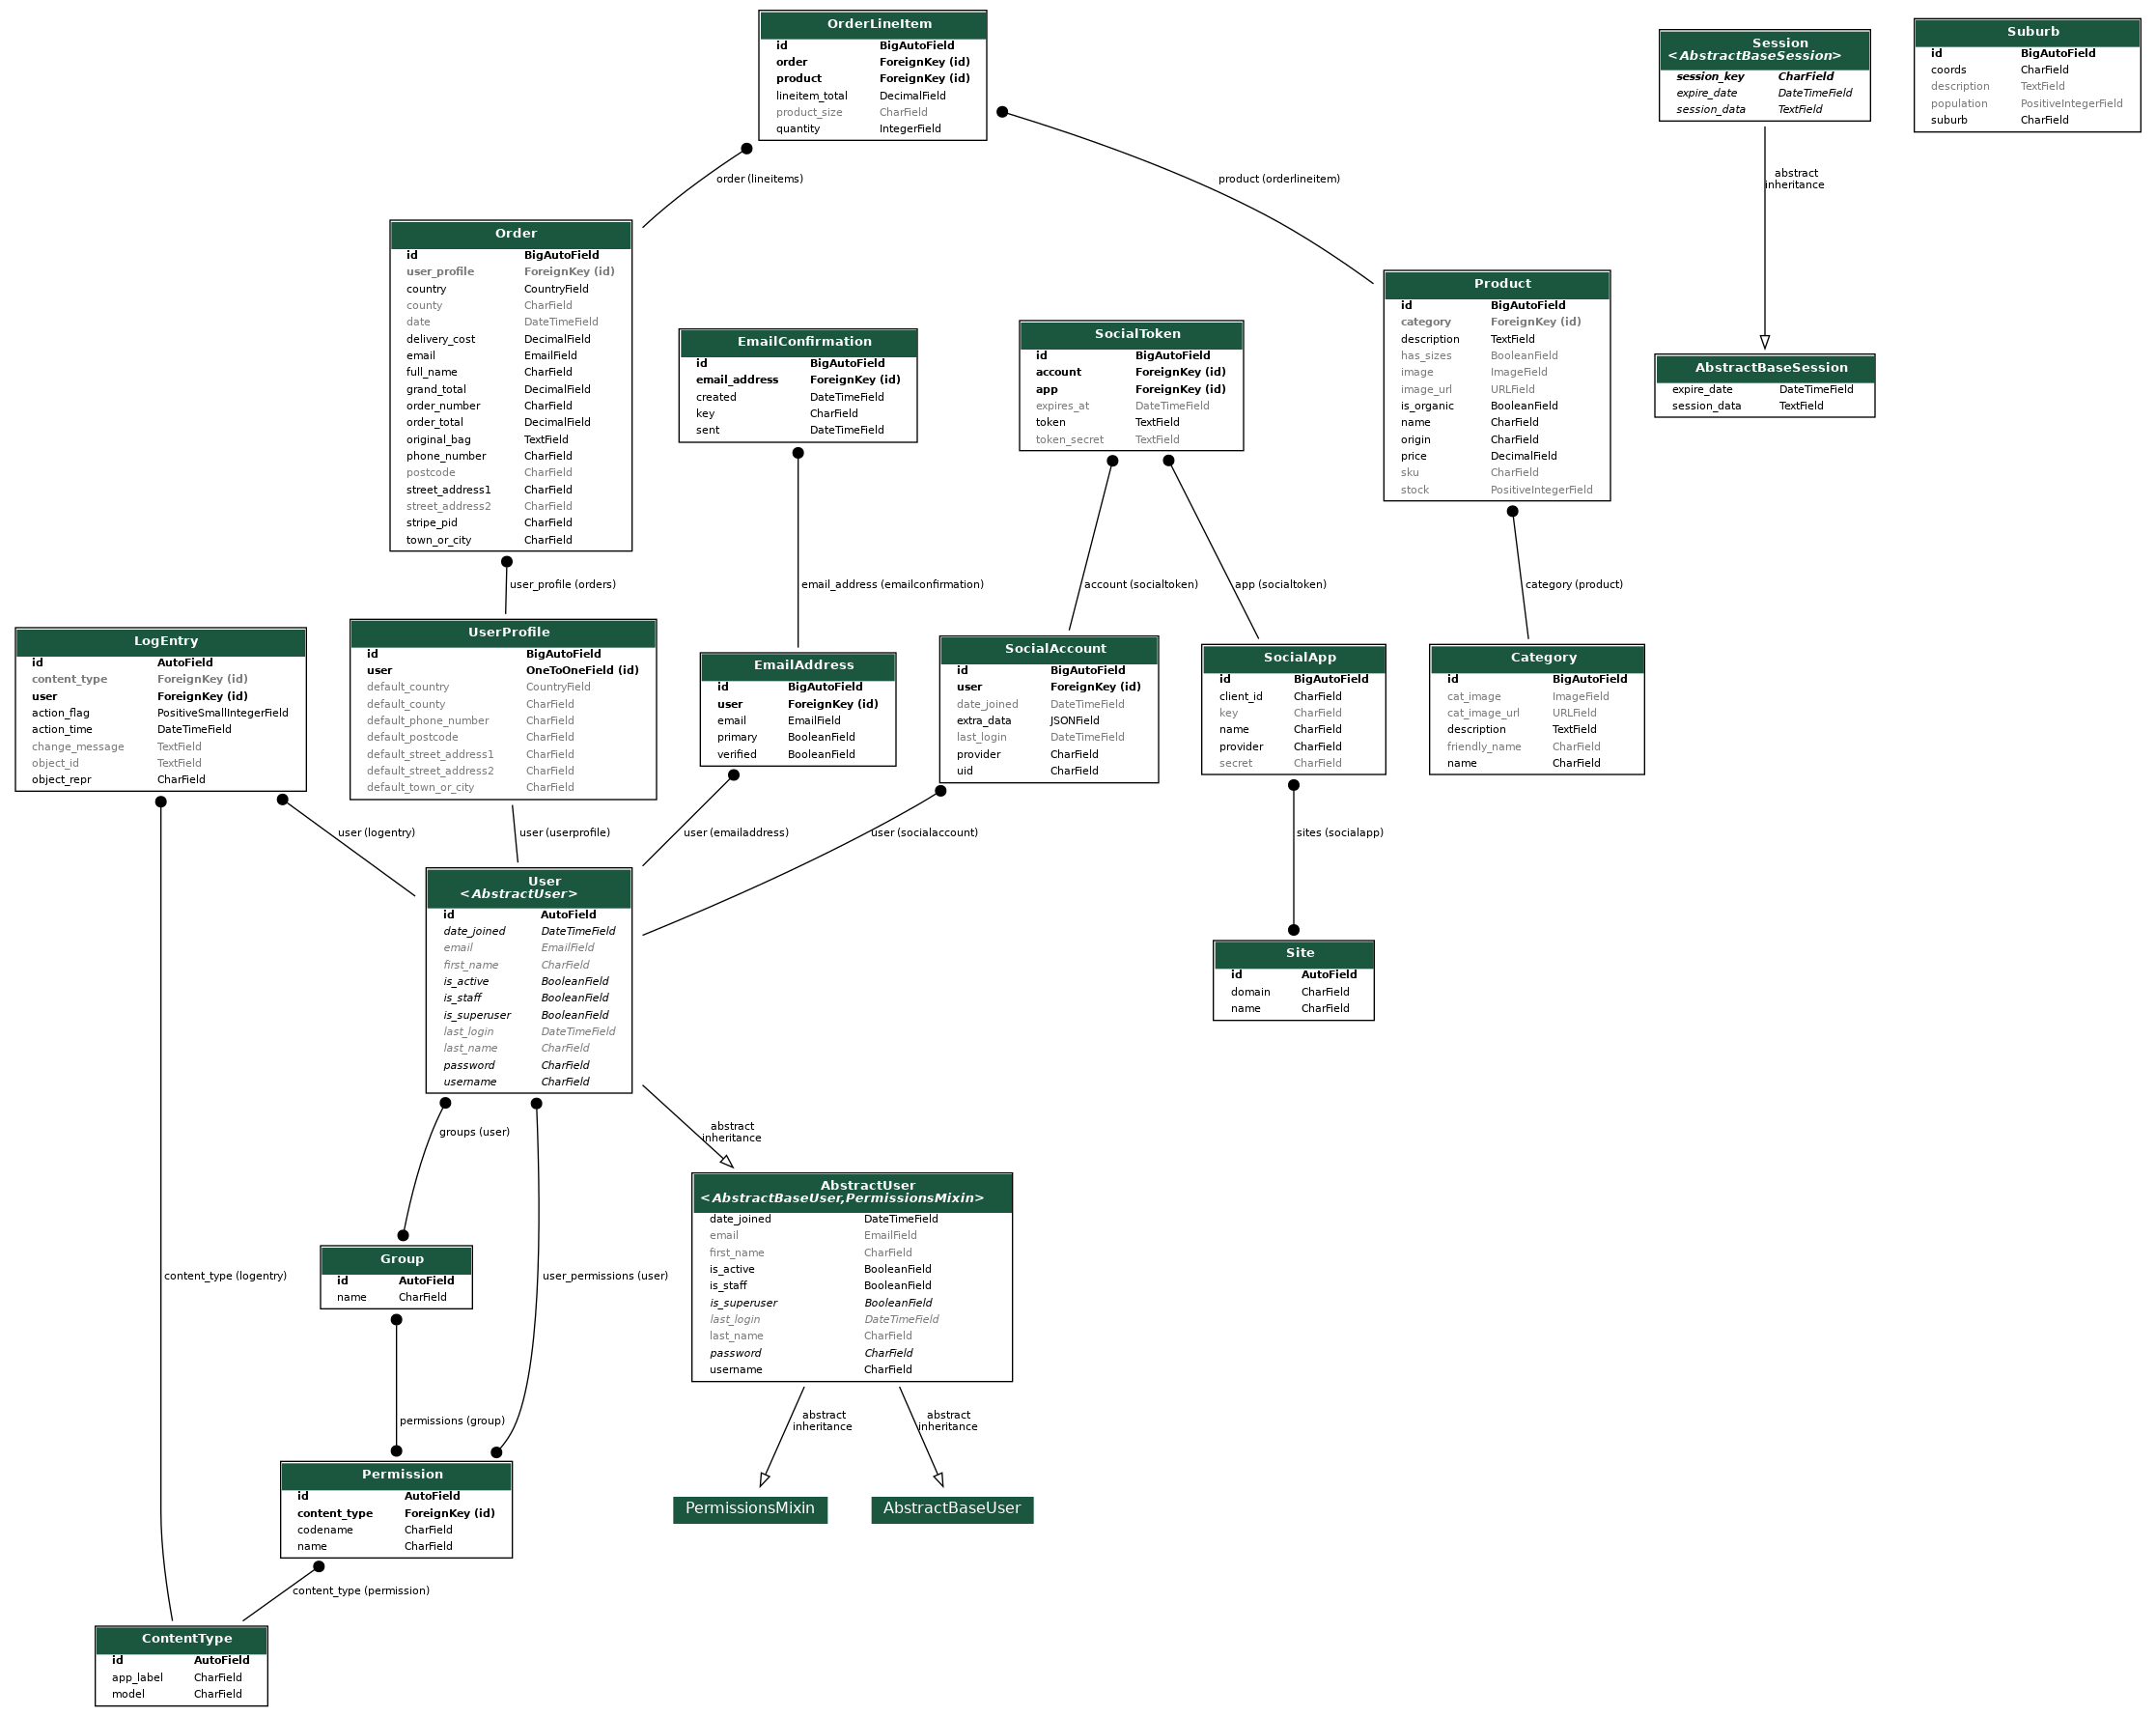 OrderLineItem
id BigAutoField
order ForeignKey (id)
product ForeignKey (id)
lineitem_total DecimalField
product_size CharField
quantity IntegerField
Session
<AbstractBaseSession>
session_key CharField
expire_date DateTimeField
session_data TextField
Suburb
id BigAutoField
coords CharField
description TextField
population PositiveIntegerField
suburb CharField
order (lineitems)
product (orderlineitem)
abstract
inheritance
Order
id BigAutoField
user_profile ForeignKey (id)
country CountryField
county CharField
date DateTimeField
delivery_cost DecimalField
email EmailField
full_name CharField
grand_total DecimalField
order_number CharField
order_total DecimalField
original_bag TextField
phone_number CharField
postcode CharField
street_address1 CharField
street_address2 CharField
stripe_pid CharField
town_or_city CharField
EmailConfirmation
id BigAutoField
email_address ForeignKey (id)
created DateTimeField
key CharField
sent DateTimeField
SocialToken
id BigAutoField
account ForeignKey (id)
app ForeignKey (id)
expires_at DateTimeField
token TextField
token_secret TextField
Product
id BigAutoField
category ForeignKey (id)
description TextField
has_sizes BooleanField
image ImageField
image_url URLField
is_organic BooleanField
name CharField
origin CharField
price DecimalField
sku CharField
stock PositiveIntegerField
AbstractBaseSession
expire_date DateTimeField
session_data TextField
user_profile (orders)
email_address (emailconfirmation)
account (socialtoken)
app (socialtoken)
category (product)
LogEntry
id AutoField
content_type ForeignKey (id)
user ForeignKey (id)
action_flag PositiveSmallIntegerField
action_time DateTimeField
change_message TextField
object_id TextField
object_repr CharField
UserProfile
id BigAutoField
user OneToOneField (id)
default_country CountryField
default_county CharField
default_phone_number CharField
default_postcode CharField
default_street_address1 CharField
default_street_address2 CharField
default_town_or_city CharField
EmailAddress
id BigAutoField
user ForeignKey (id)
email EmailField
primary BooleanField
verified BooleanField
SocialAccount
id BigAutoField
user ForeignKey (id)
date_joined DateTimeField
extra_data JSONField
last_login DateTimeField
provider CharField
uid CharField
SocialApp
id BigAutoField
client_id CharField
key CharField
name CharField
provider CharField
secret CharField
Category
id BigAutoField
cat_image ImageField
cat_image_url URLField
description TextField
friendly_name CharField
name CharField
user (logentry)
user (userprofile)
user (emailaddress)
user (socialaccount)
sites (socialapp)
User
<AbstractUser>
id AutoField
date_joined DateTimeField
email EmailField
first_name CharField
is_active BooleanField
is_staff BooleanField
is_superuser BooleanField
last_login DateTimeField
last_name CharField
password CharField
username CharField
Site
id AutoField
domain CharField
name CharField
groups (user)
abstract
inheritance
AbstractUser
<AbstractBaseUser,PermissionsMixin>
date_joined DateTimeField
email EmailField
first_name CharField
is_active BooleanField
is_staff BooleanField
is_superuser BooleanField
last_login DateTimeField
last_name CharField
password CharField
username CharField
Group
id AutoField
name CharField
content_type (logentry)
user_permissions (user)
permissions (group)
abstract
inheritance
abstract
inheritance
Permission
id AutoField
content_type ForeignKey (id)
codename CharField
name CharField
PermissionsMixin
AbstractBaseUser
content_type (permission)
ContentType
id AutoField
app_label CharField
model CharField